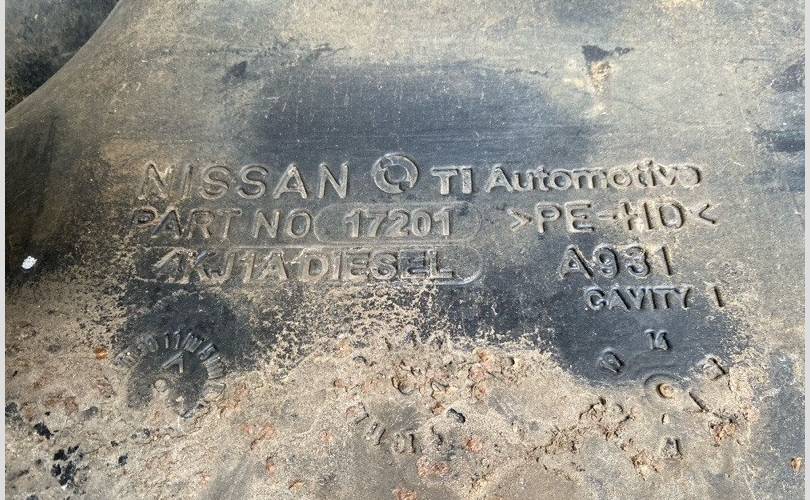 NISSAN TI Automotive
PART NO 17201 >PE-HD<
4KJ1A DIESEL A931
CAVITY 1